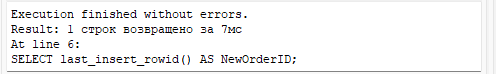 Execution finished without errors.
Result: 1 строк возвращено за 7мс
At line 6:
SELECT last_insert_rowid() AS NewOrderID;